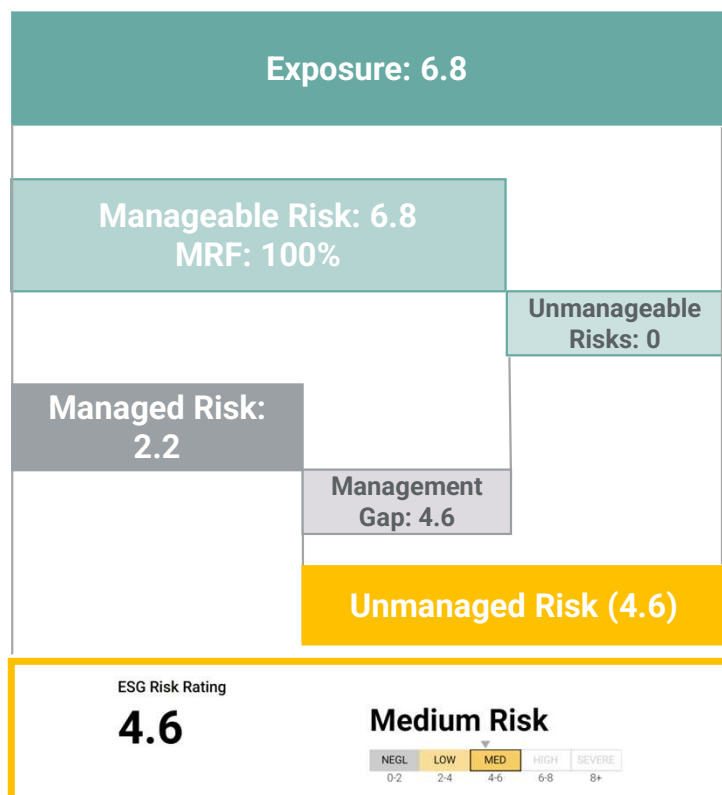 Exposure: 6.8
Manageable Risk: 6.8
MRF: 100%
Unmanageable
Risks: 0
Managed Risk:
2.2
Management
Gap: 4.6
Unmanaged Risk (4.6)
ESG Risk Rating
4.6
Medium Risk
NEGL LOW MED HIGH SEVERE
0-2 2-4 4-6 6-8 8+